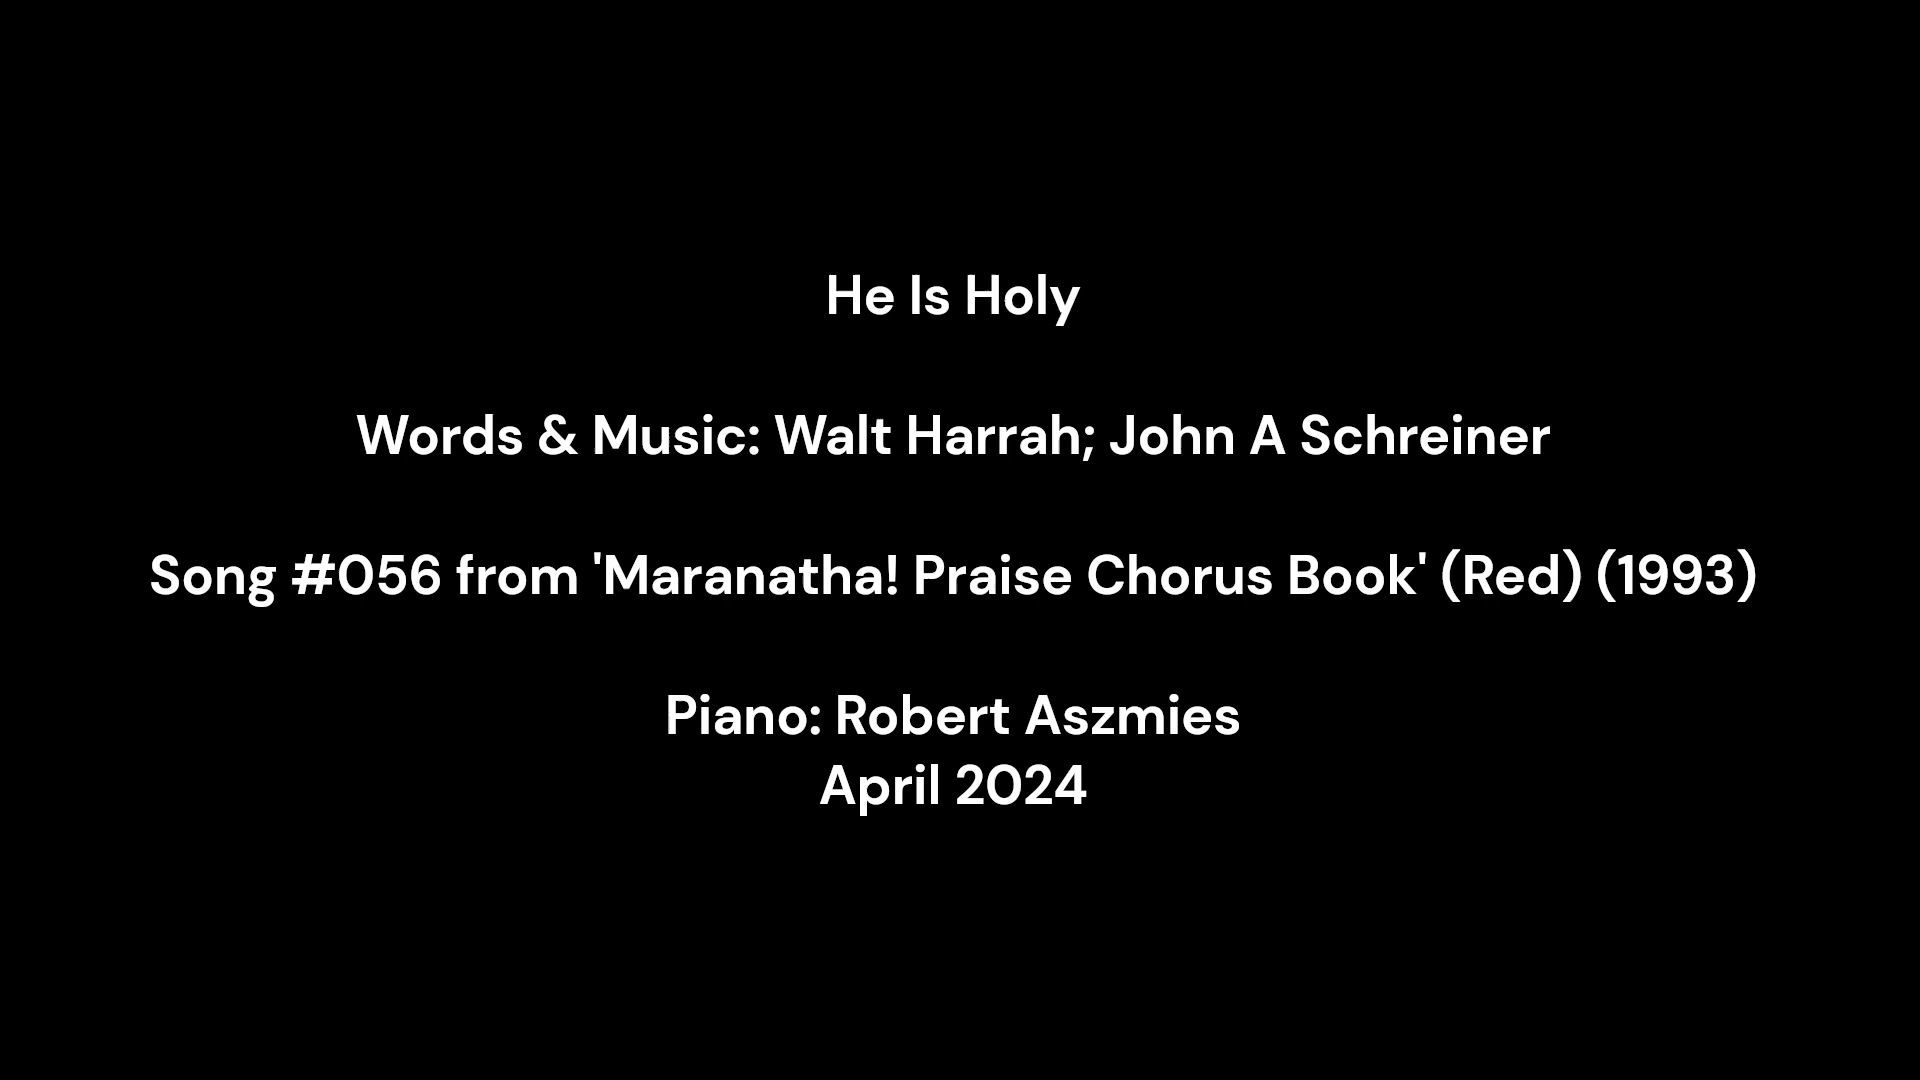 He Is Holy
Words & Music: Walt Harrah; John A Schreiner
Song #056 from 'Maranatha! Praise Chorus Book' (Red) (1993)
Piano: Robert Aszmies
April 2024